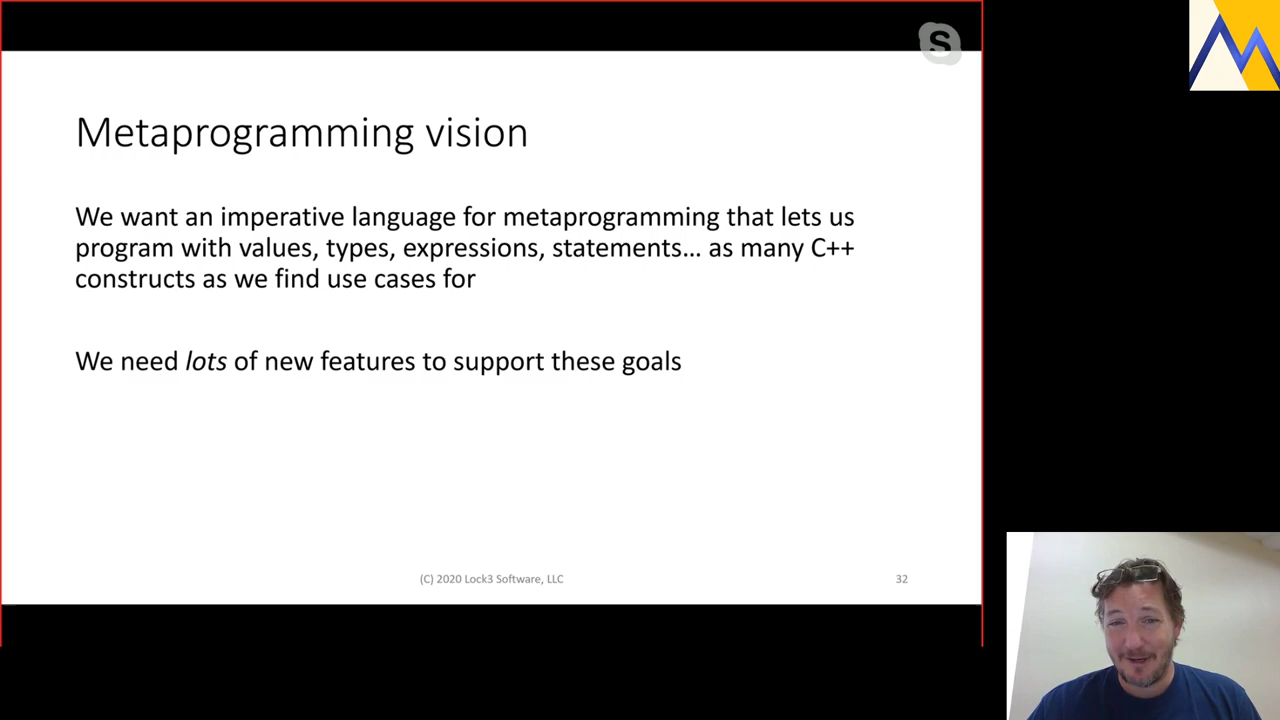 S
Metaprogramming vision
We want an imperative language for metaprogramming that lets us
program with values, types, expressions, statements... as many C++
constructs as we find use cases for
We need lots of new features to support these goals
(C) 2020 Lock3 Software, LLC
32